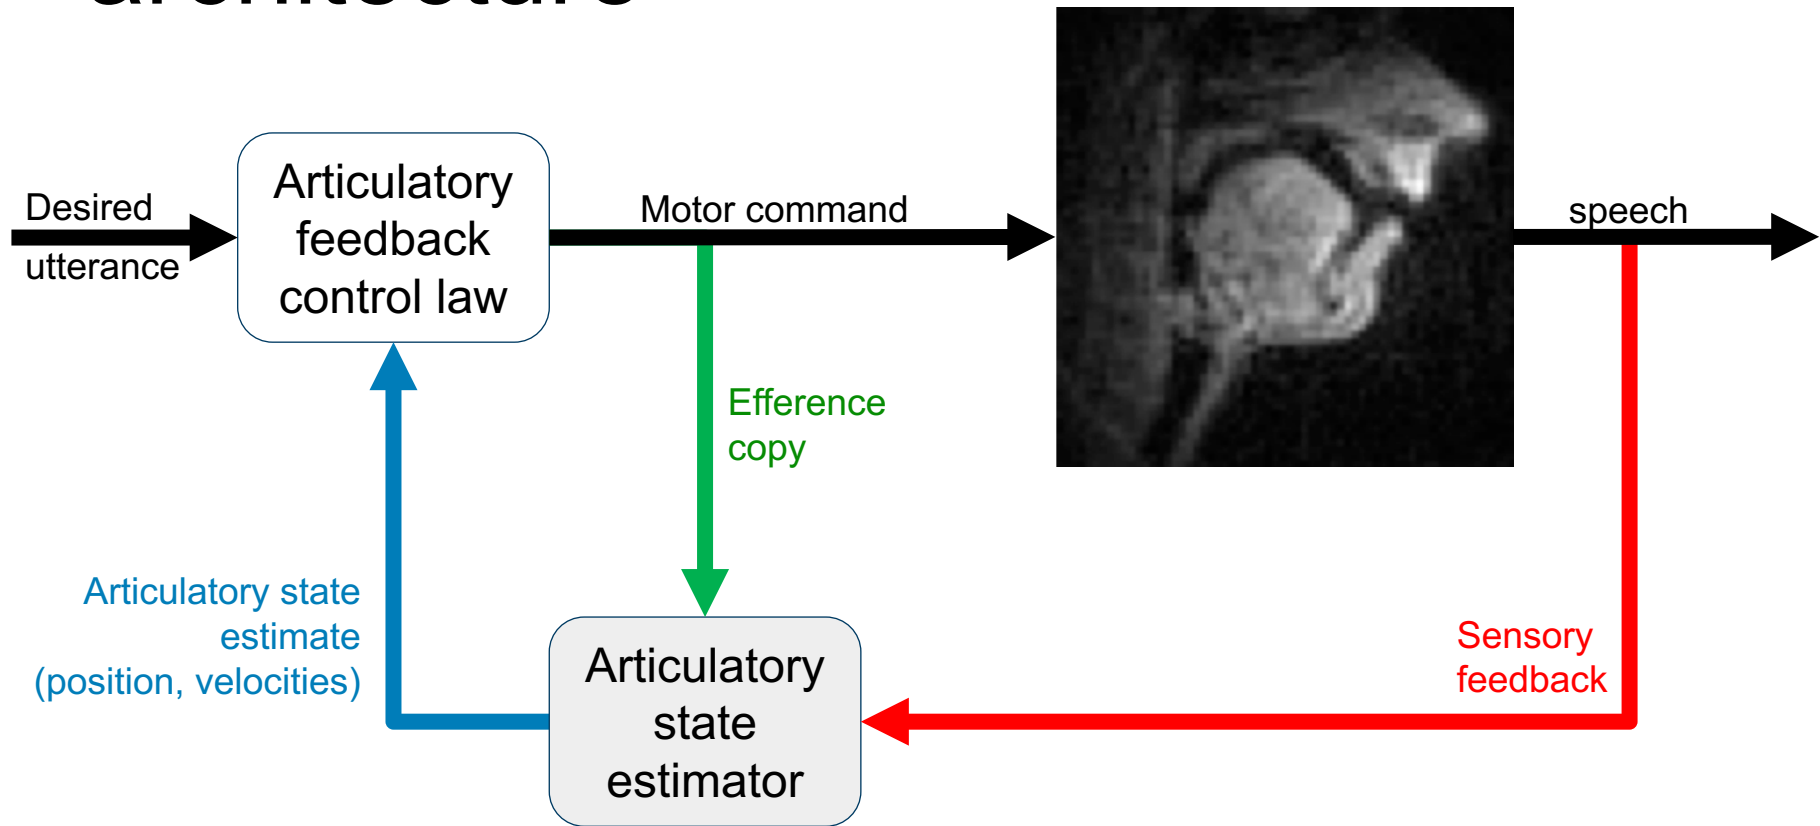 architecture
Desired
utterance
Articulatory
feedback
control law
Motor command
speech
Efference
copy
Articulatory state
estimate
(position, velocities)
Articulatory
state
estimator
Sensory
feedback